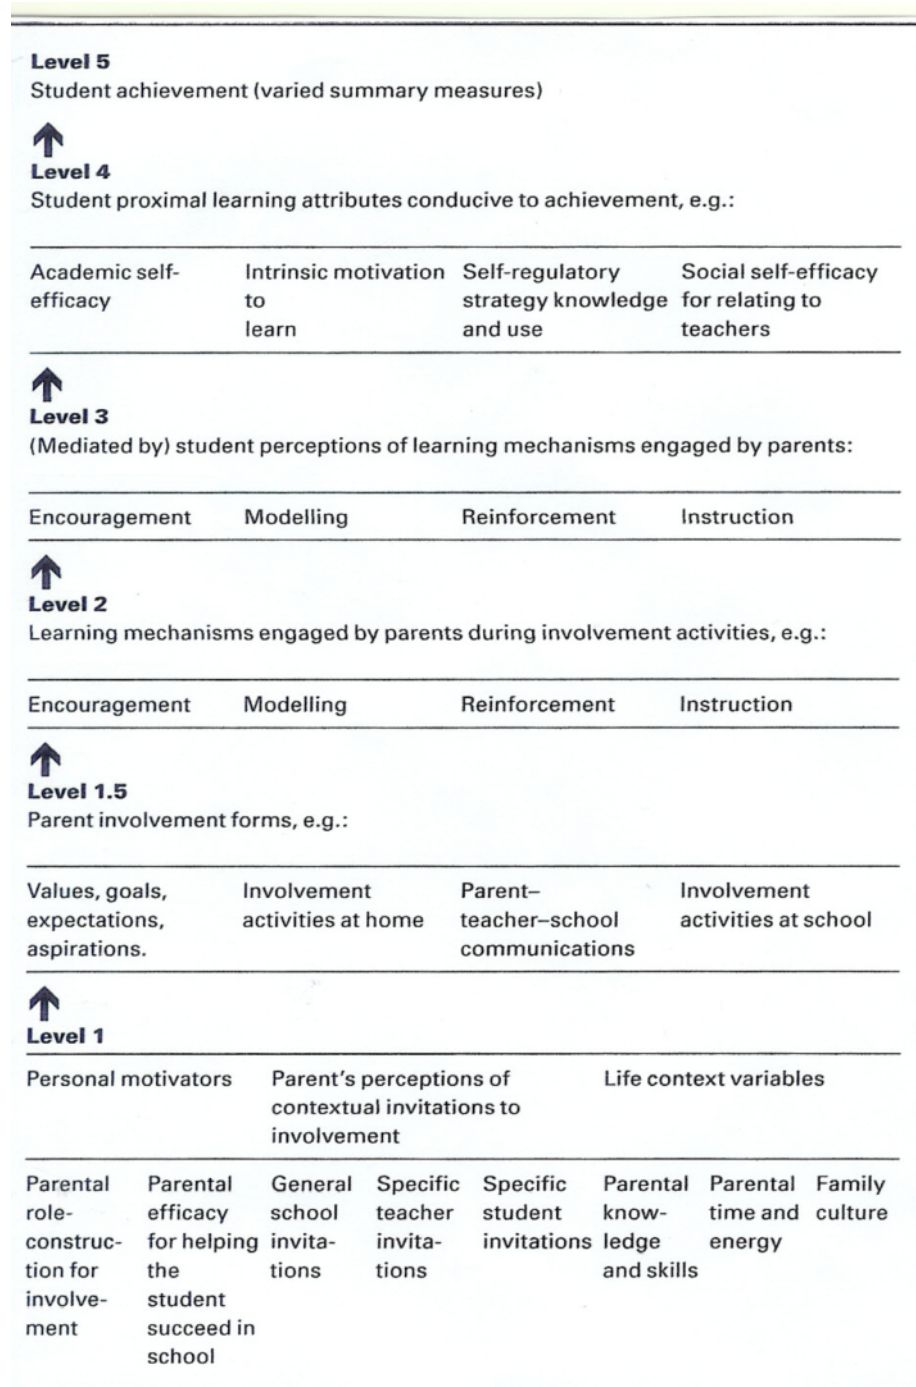 Level 5
Student achievement (varied summary measures)
Level 4
Student proximal learning attributes conducive to achievement, e.g.:
Academic self- Intrinsic motivation Self-regulatory Social self-efficacy
efficacy to strategy knowledge for relating to
learn and use teachers
Level 3
(Mediated by) student perceptions of learning mechanisms engaged by parents:
Encouragement Modelling Reinforcement Instruction
Level 2
Learning mechanisms engaged by parents during involvement activities, e.g.:
Encouragement Modelling Reinforcement Instruction
Level 1.5
Parent involvement forms, e.g.:
Values, goals, Involvement Parent– Involvement
expectations, activities at home teacher–school activities at school
aspirations. communications
Level 1
Personal motivators Parent's perceptions of Life context variables
contextual invitations to
involvement
Parental Parental General Specific Specific Parental Parental Family
role- efficacy school teacher student know- time and culture
construc- for helping invita- invita- invitations ledge energy
tion for the tions tions and skills
involve- student
ment succeed in
school